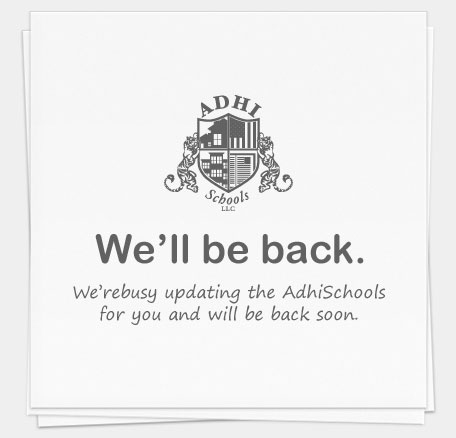 ADHI
Schools
LLC.
We'll be back.
We'rebusy updating the AdhiSchools
for you and will be back soon.